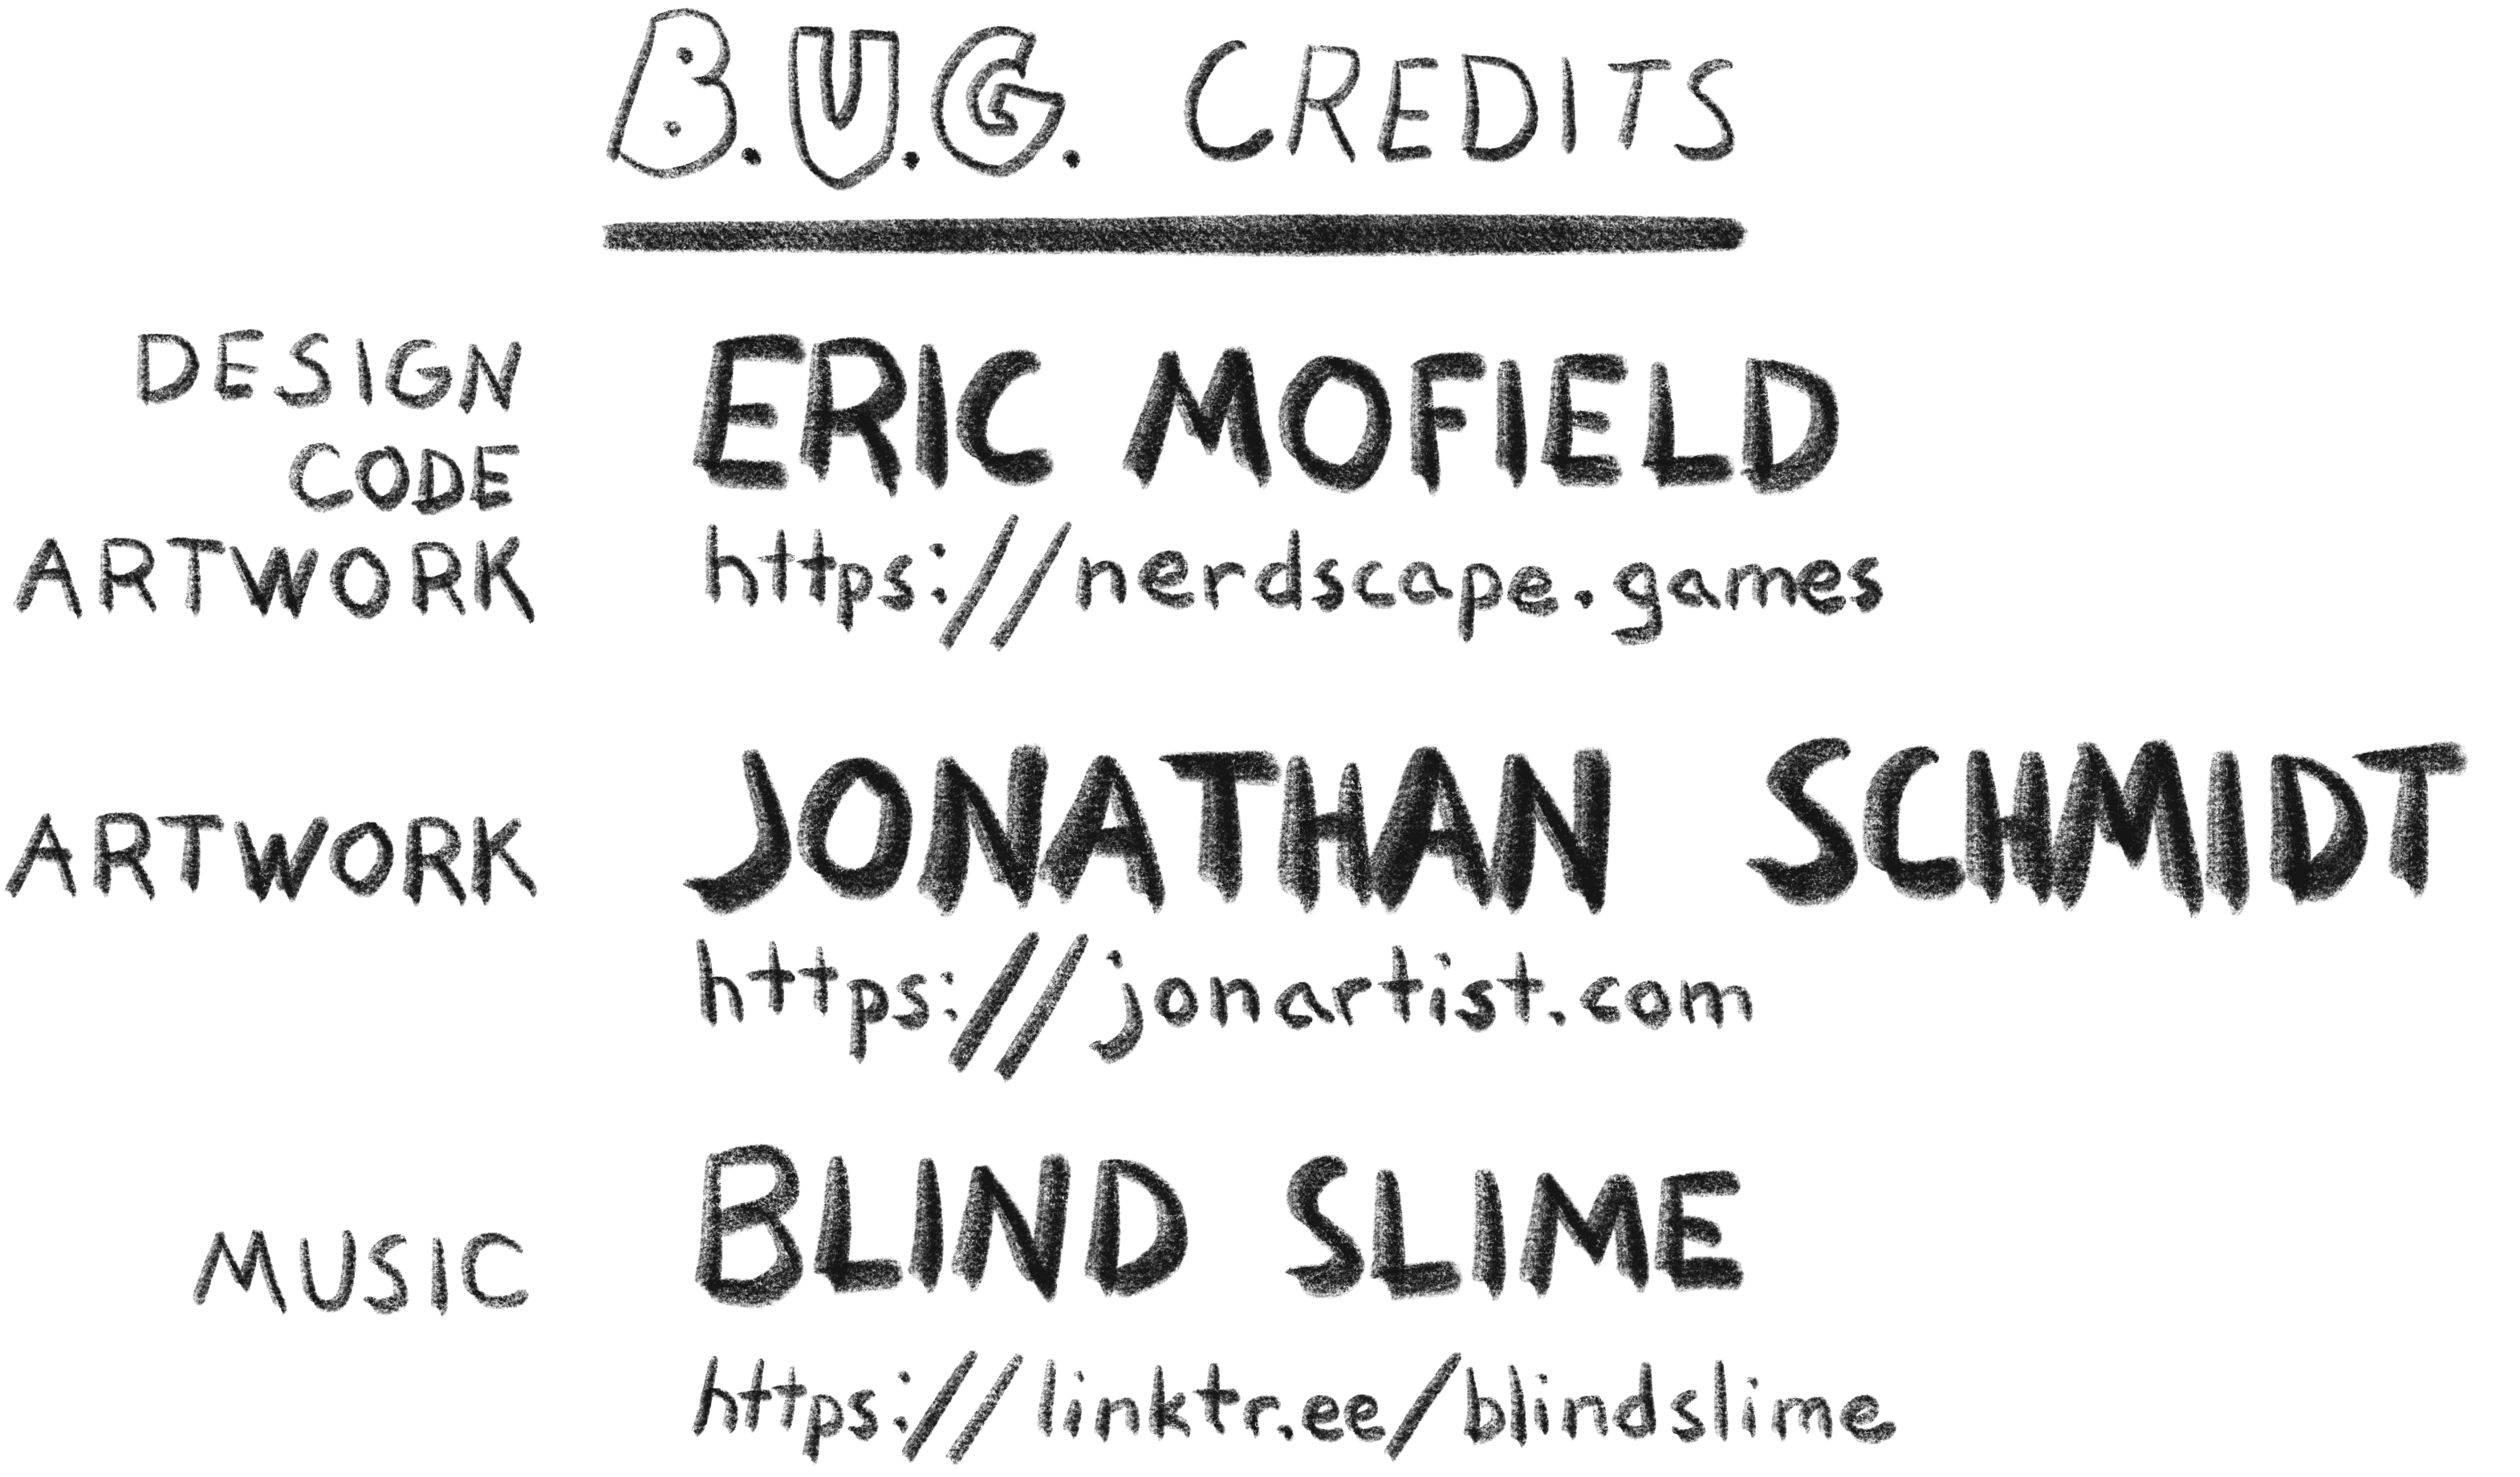 B.U.G. CREDITS
DESIGN
CODE
ARTWORK
ERIC MOFIELD
https://nerdscape.games
ARTWORK
JONATHAN SCHMIDT
https://jonartist.com
MUSIC
BLIND SLIME
https://linktr.ee/blindslime